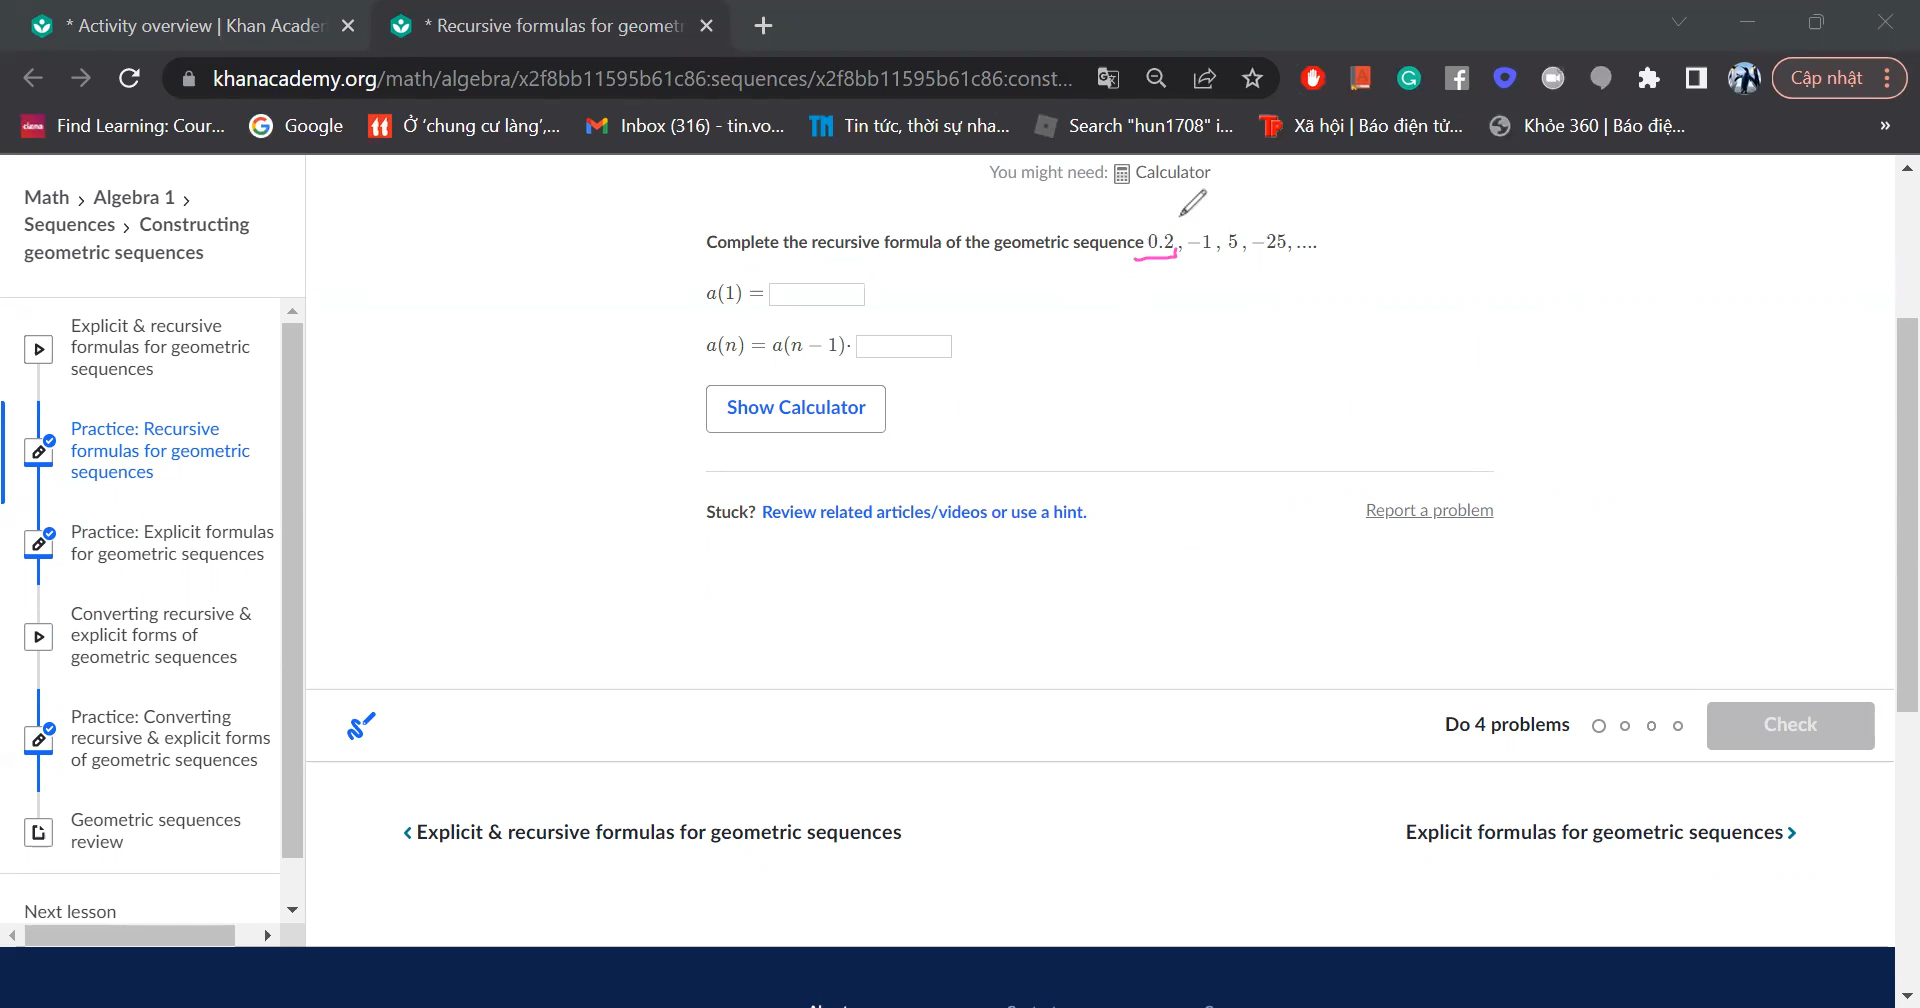 * Activity overview | Khan Acader
* Recursive formulas for geometr
khanacademy.org/math/algebra/x2f8bb11595b61c86:sequences/x2f8bb11595b61c86:const...
Cập nhật
ciena Find Learning: Cour...
Google
Ở 'chung cư làng',...
Inbox (316) - tin.vo...
Tin tức, thời sự nha...
Search "hun1708" i...
Xã hội | Báo điện tử...
Khỏe 360 | Báo điệ...
»
Math > Algebra 1 >
Sequences > Constructing
geometric sequences
Explicit & recursive
formulas for geometric
sequences
Practice: Recursive
formulas for geometric
sequences
Practice: Explicit formulas
for geometric sequences
Converting recursive &
explicit forms of
geometric sequences
Practice: Converting
recursive & explicit forms
of geometric sequences
Geometric sequences
review
Next lesson
You might need: Calculator
Complete the recursive formula of the geometric sequence 0.2, −1, 5, −25, ....
a(1) =
a(n) = a(n − 1)·
Show Calculator
Stuck? Review related articles/videos or use a hint.
Report a problem
Do 4 problems
Check
Explicit & recursive formulas for geometric sequences
Explicit formulas for geometric sequences